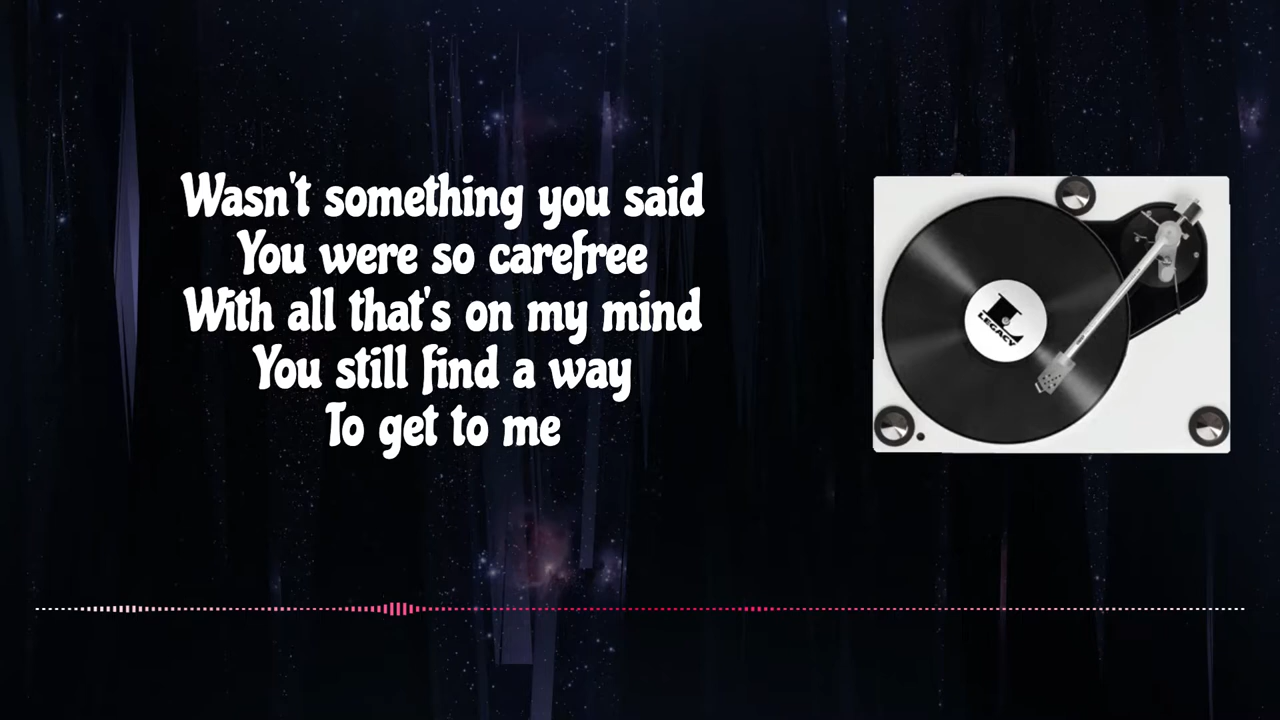 Wasn't something you said
You were so carefree
With all that's on my mind
You still find a way
To get to me
L
LEGACY